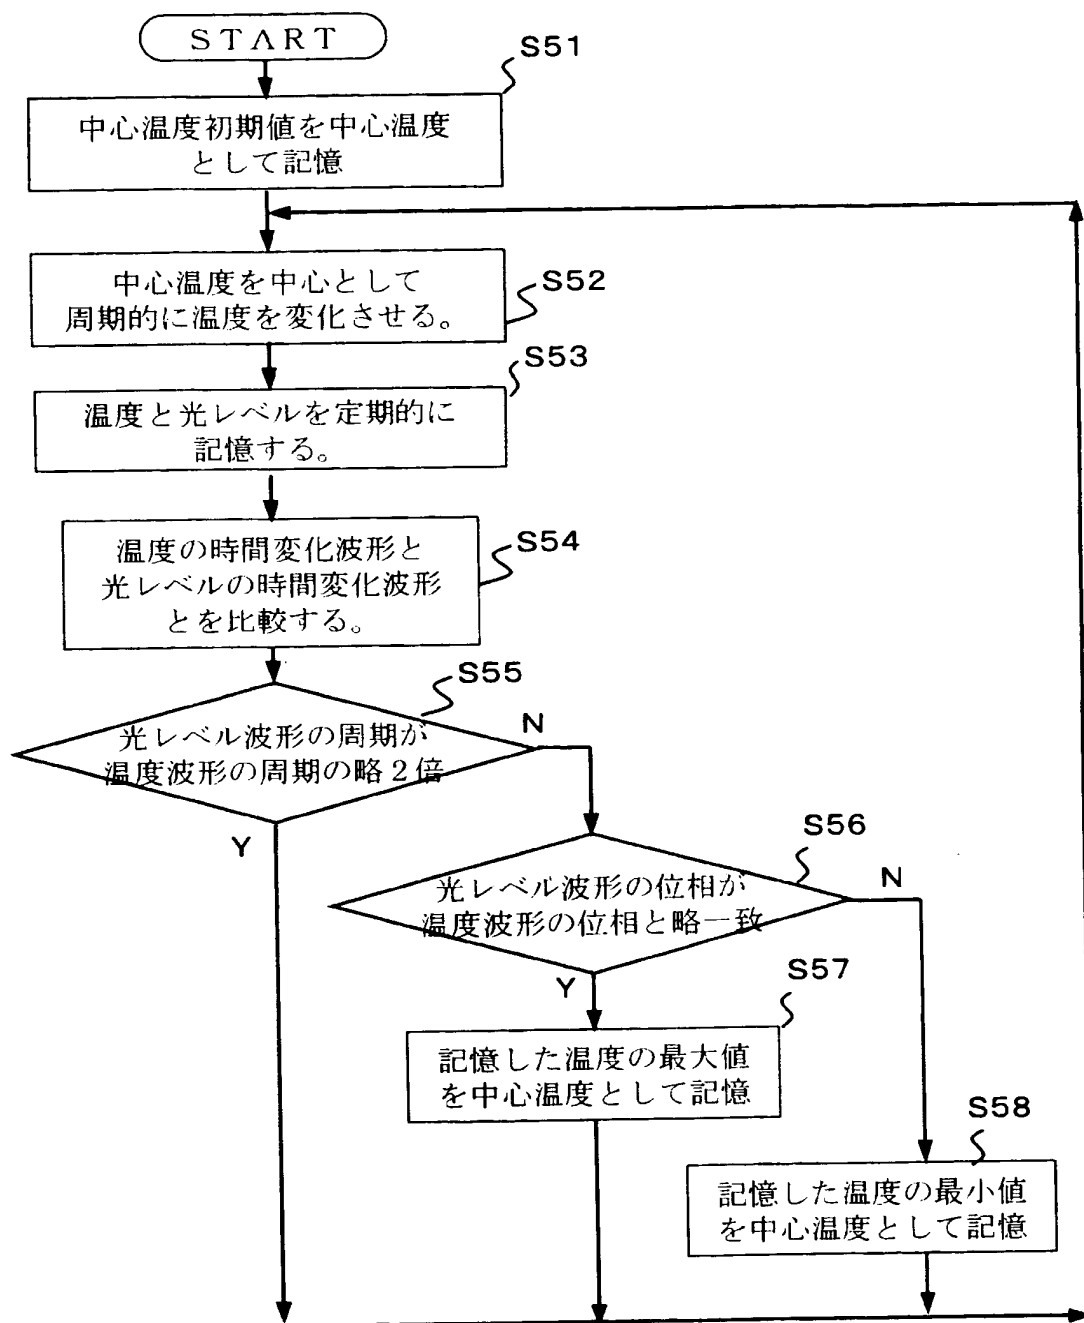 START
S51
中心温度初期値を中心温度
として記憶
中心温度を中心として
周期的に温度を変化させる。
S52
S53
温度と光レベルを定期的に
記憶する。
温度の時間変化波形と
光レベルの時間変化波形
とを比較する。
S54
S55
光レベル波形の周期が
温度波形の周期の略2倍
N
Y
S56
光レベル波形の位相が
温度波形の位相と略一致
N
Y
S57
記憶した温度の最大値
を中心温度として記憶
S58
記憶した温度の最小値
を中心温度として記憶